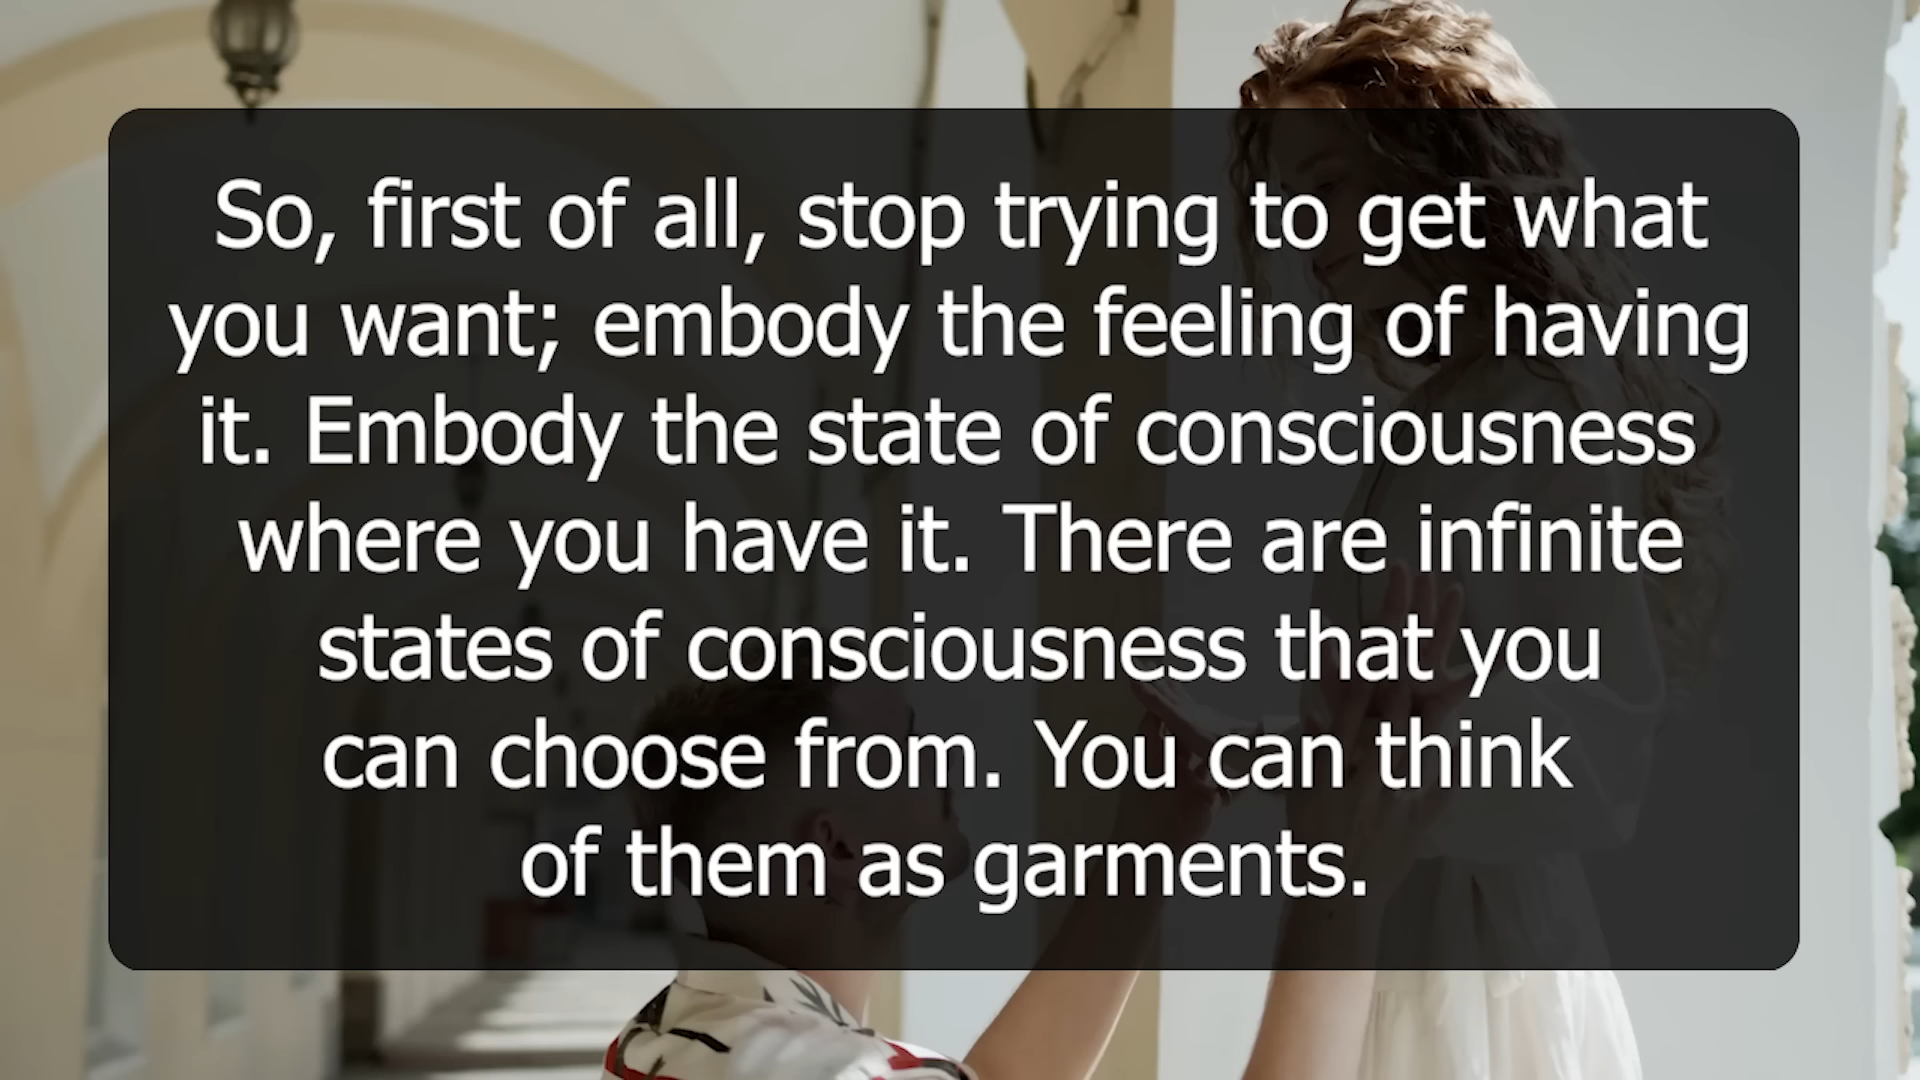 So, first of all, stop trying to get what
you want; embody the feeling of having
it. Embody the state of consciousness
where you have it. There are infinite
states of consciousness that you
can choose from. You can think
of them as garments.